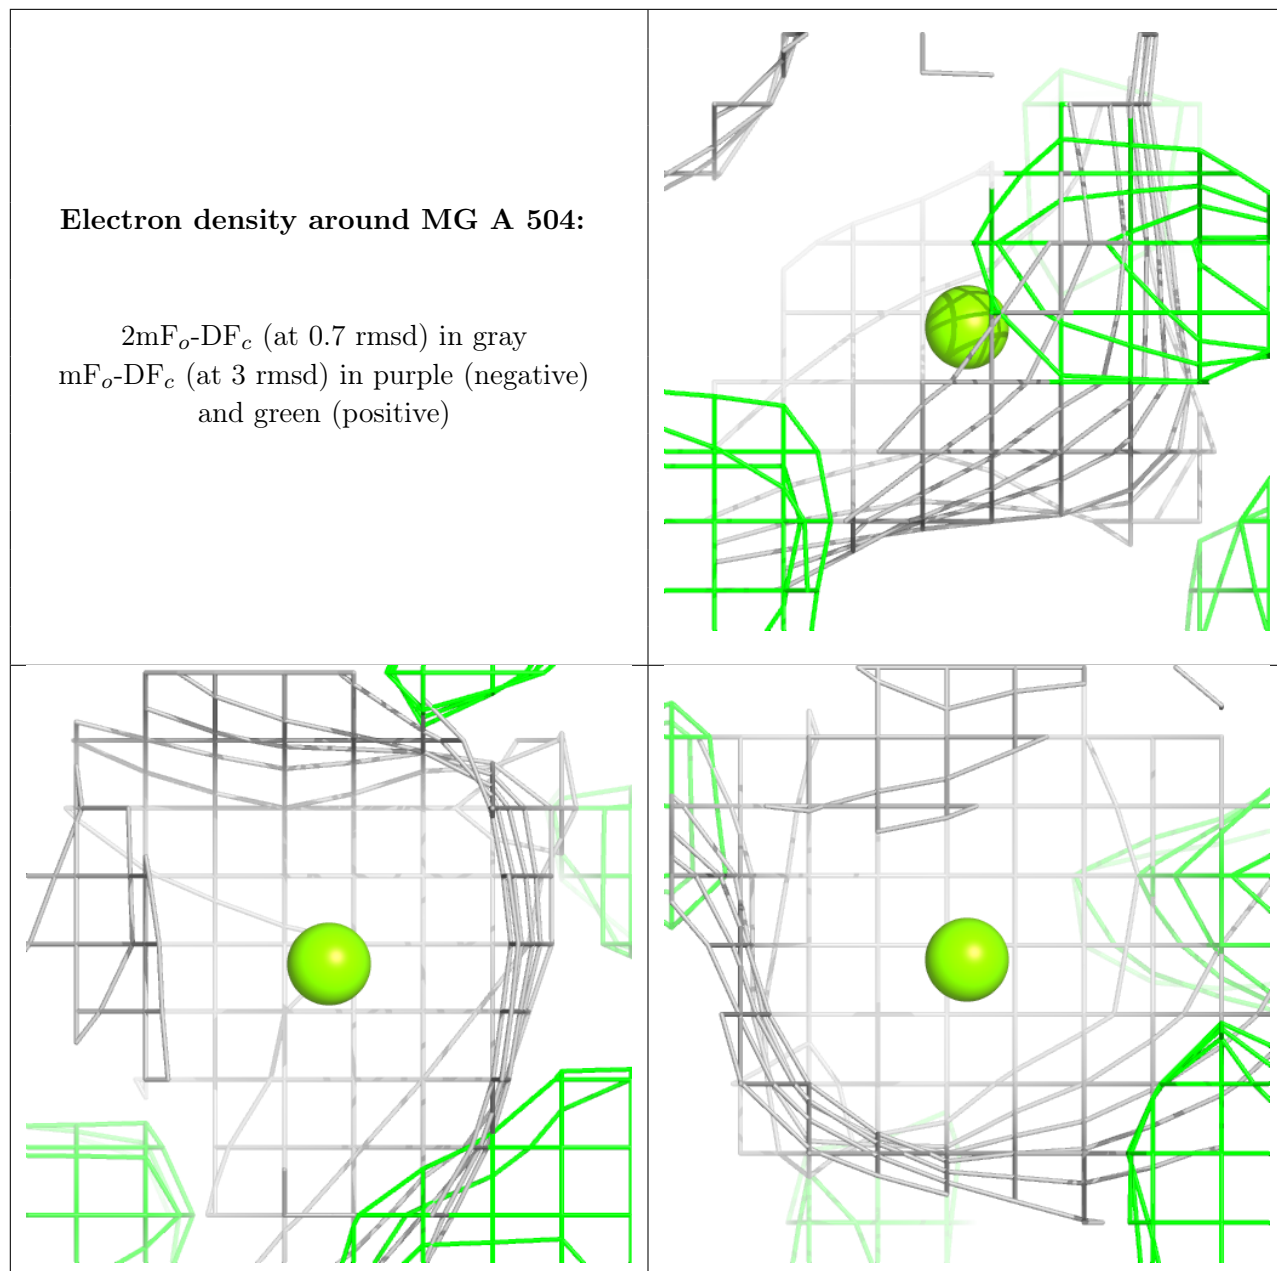 Electron density around MG A 504:
2mFₒ-DF𝒸 (at 0.7 rmsd) in gray
mFₒ-DF𝒸 (at 3 rmsd) in purple (negative)
and green (positive)